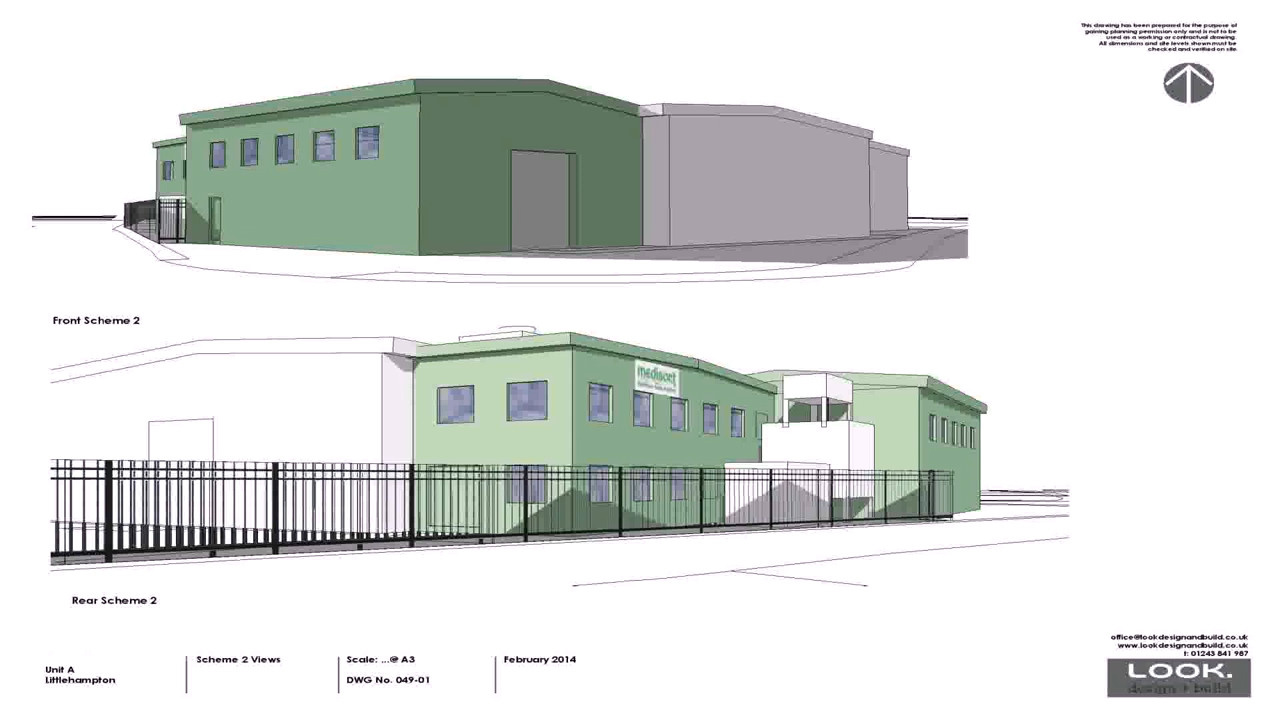 This drawing has been prepared for the purpose of
gaining planning permission only and is not to be
used as a working or contractual drawing.
All dimensions and site levels shown must be
checked and verified on site
Front Scheme 2
mediscet
Rear Scheme 2
Unit A
Littlehampton
Scheme 2 Views
Scale: ...@ A3
DWG No. 049-01
February 2014
office@lookdesignandbuild.co.uk
www.lookdesignandbuild.co.uk
t: 01243 841 987
LOOK.
design + build